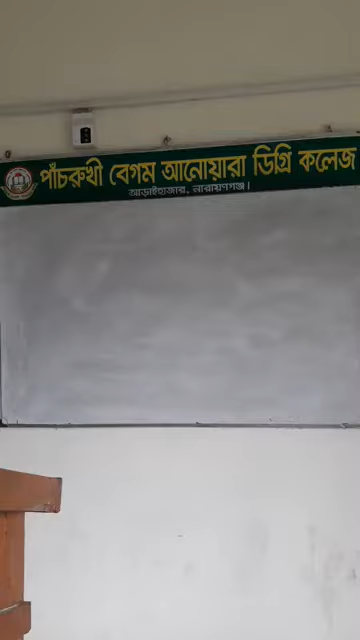 পাঁচরুখী বেগম আনোয়ারা ডিগ্রি কলেজ
আড়াইহাজার, নারায়ণগঞ্জ।